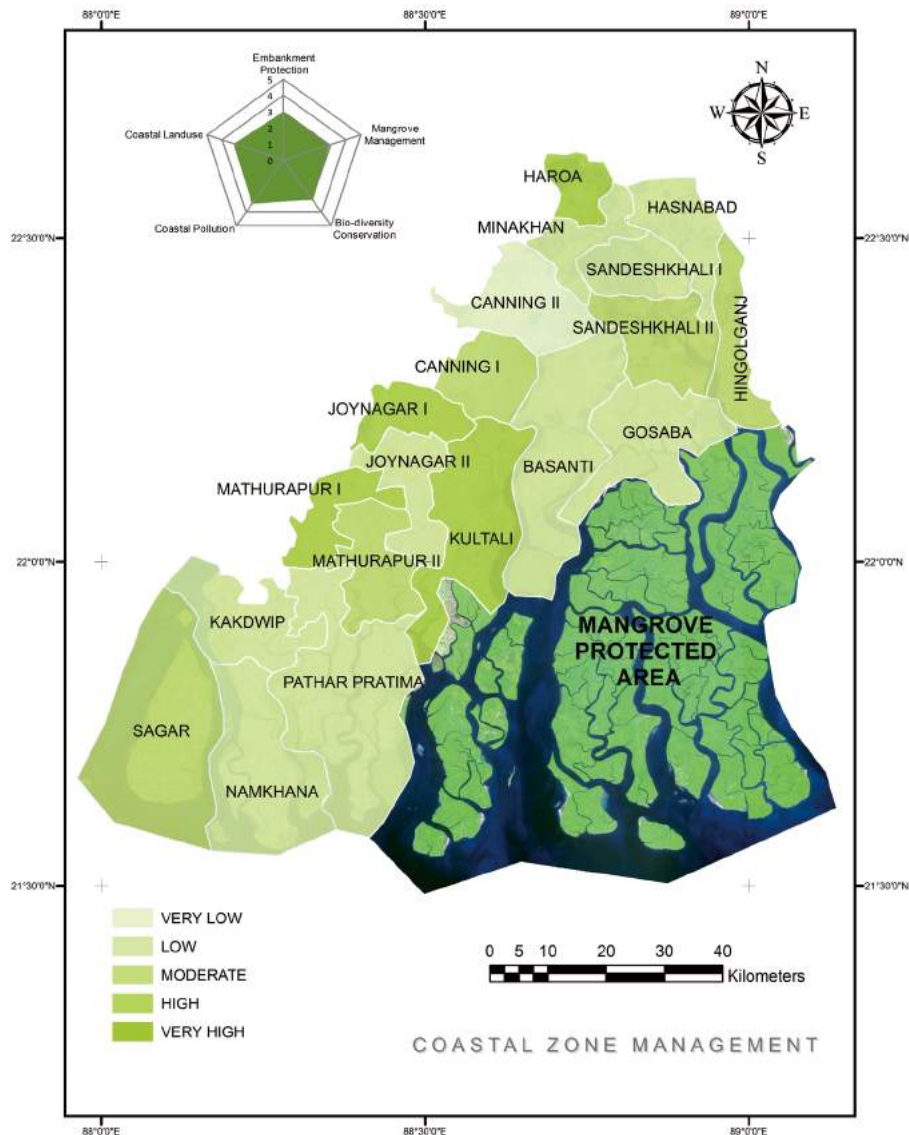 88°0'0"E
88°30'0"E
89°0'0"E
Embankment
Protection
5
4
3
2
1
0
Coastal Landuse
Mangrove
Management
Coastal Pollution
Bio-diversity
Conservation
N
W
E
S
HAROA
HASNABAD
MINAKHAN
22°30'0"N
22°30'0"N
SANDESHKHALI I
CANNING II
SANDESHKHALI II
HINGOLGANJ
CANNING I
JOYNAGAR I
GOSABA
JOYNAGAR II
BASANTI
MATHURAPUR I
KULTALI
MATHURAPUR II
22°0'0"N
22°0'0"N
KAKDWIP
MANGROVE
PROTECTED
AREA
PATHAR PRATIMA
SAGAR
NAMKHANA
21°30'0"N
21°30'0"N
VERY LOW
LOW
MODERATE
HIGH
VERY HIGH
0 5 10 20 30 40
Kilometers
COASTAL ZONE MANAGEMENT
88°0'0"E
88°30'0"E
89°0'0"E